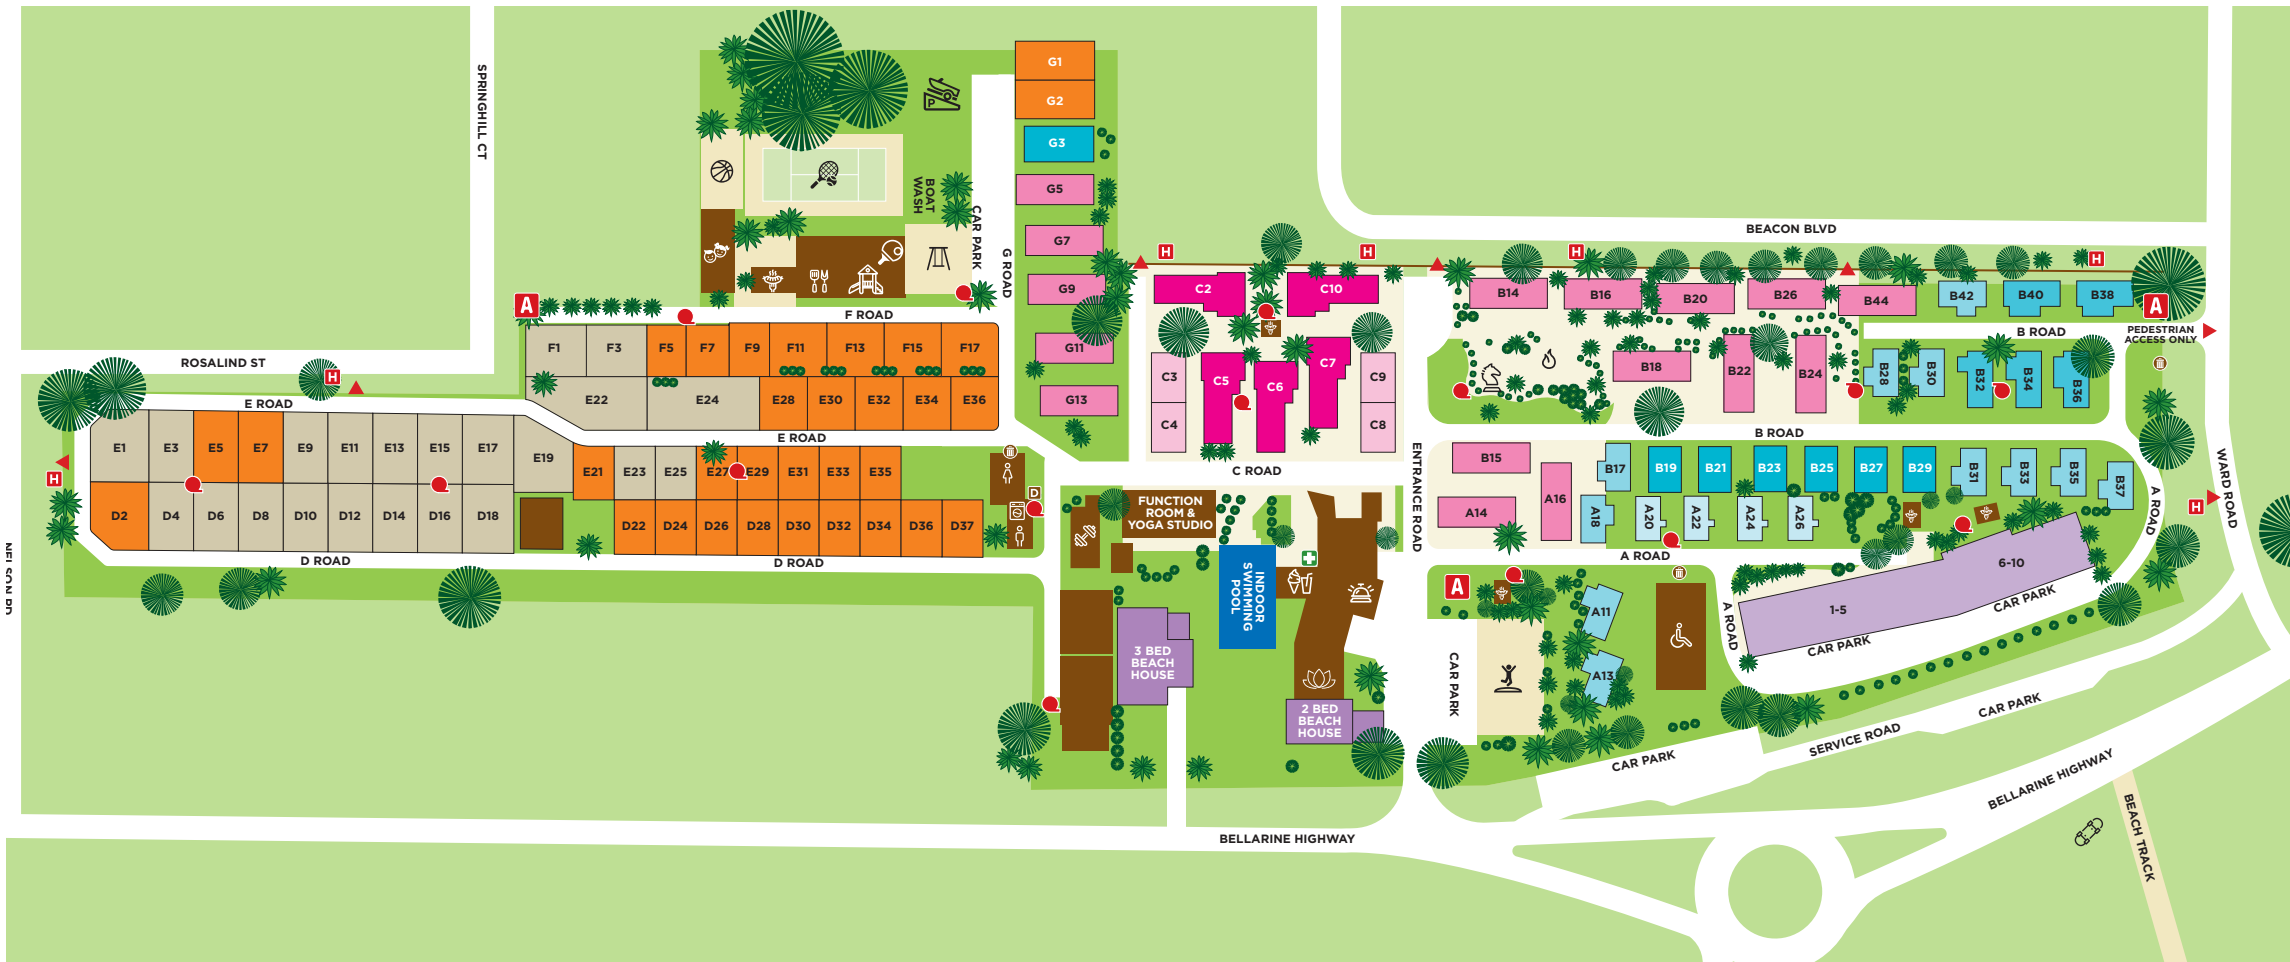 SPRINGHILL CT
G1
G2
G3
G5
G7
G9
G11
G13
P
BOAT
WASH
CAR PARK
G ROAD
A
F ROAD
ROSALIND ST
H
E ROAD
F1
F3
F5
F7
F9
F11
F13
F15
F17
E22
E24
E28
E30
E32
E34
E36
E ROAD
E1
E3
E5
E7
E9
E11
E13
E15
E17
E19
E21
E23
E25
E27
E29
E31
E33
E35
H
D2
D4
D6
D8
D10
D12
D14
D16
D18
D22
D24
D26
D28
D30
D32
D34
D36
D37
D
D ROAD
D ROAD
NELSON RD
BEACON BLVD
H
H
H
H
C2
C10
C3
C4
C5
C6
C7
C9
C8
C ROAD
ENTRANCE ROAD
B14
B16
B20
B26
B44
B42
B40
B38
A
B ROAD
PEDESTRIAN
ACCESS ONLY
B18
B22
B24
B28
B30
B32
B34
B36
B ROAD
B15
A14
A16
B17
B19
B21
B23
B25
B27
B29
B31
B33
B35
B37
A18
A20
A22
A24
A26
A ROAD
A ROAD
H
WARD ROAD
FUNCTION
ROOM &
YOGA STUDIO
INDOOR
SWIMMING
POOL
3 BED
BEACH
HOUSE
2 BED
BEACH
HOUSE
A
A11
A13
A ROAD
CAR PARK
1-5
6-10
CAR PARK
CAR PARK
CAR PARK
SERVICE ROAD
CAR PARK
BELLARINE HIGHWAY
BELLARINE HIGHWAY
BEACH TRACK